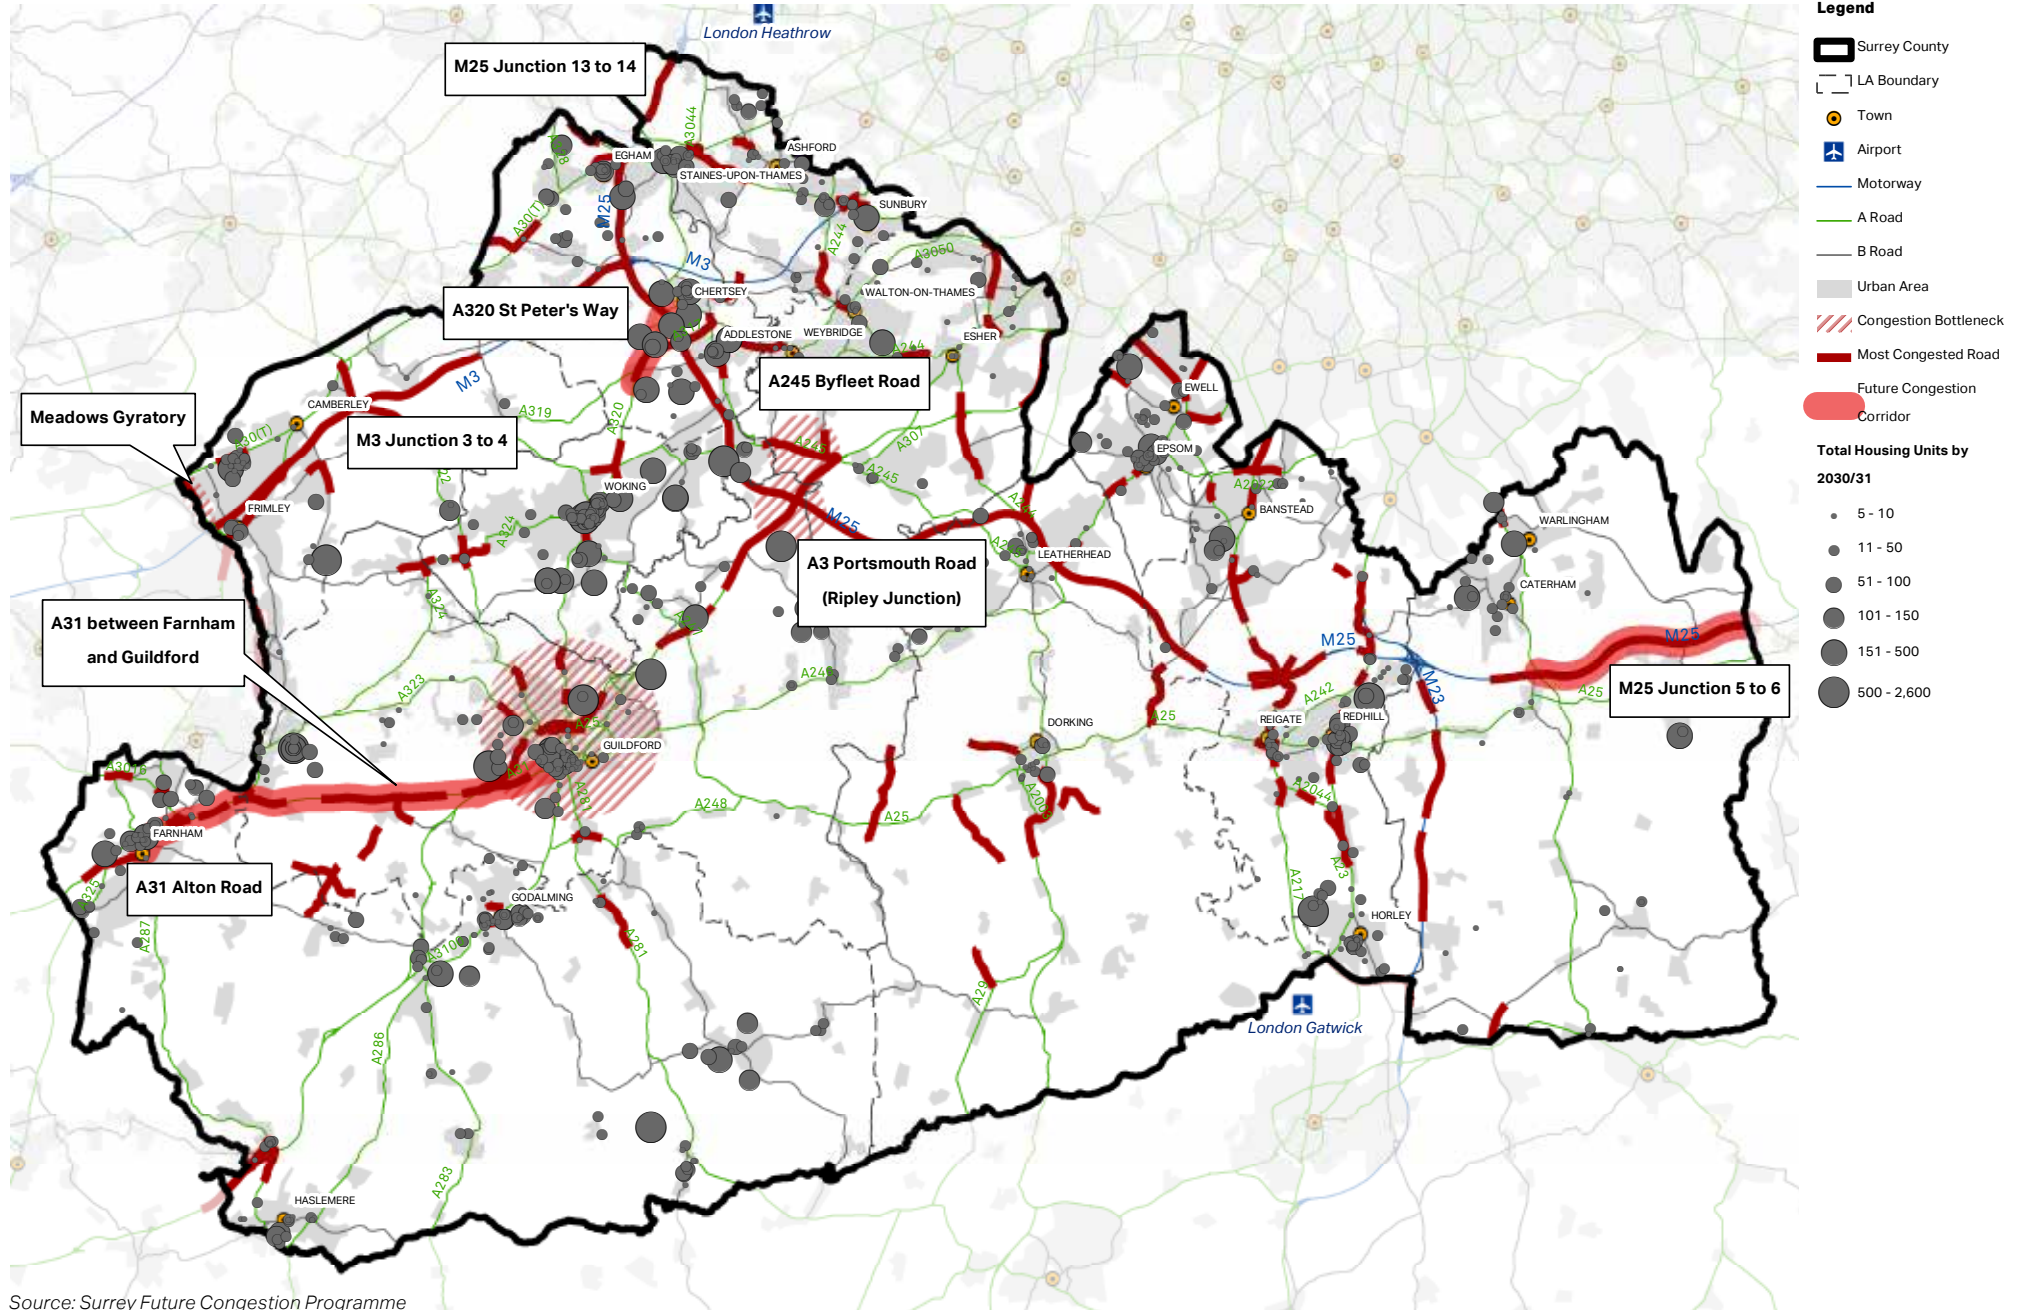 London Heathrow
M25 Junction 13 to 14
A3044
ASHFORD
EGHAM
STAINES-UPON-THAMES
A30(T)
M25
SUNBURY
A244
A3050
M3
CHERTSEY
WALTON-ON-THAMES
A320 St Peter's Way
ADDLESTONE
WEYBRIDGE
ESHER
A244
A245 Byfleet Road
M3
EWELL
Meadows Gyratory
CAMBERLEY
A319
A320
A30(T)
M3 Junction 3 to 4
A307
A245
A245
EPSOM
WOKING
A2022
BANSTEAD
FRIMLEY
A324
M25
WARLINGHAM
LEATHERHEAD
A3 Portsmouth Road
(Ripley Junction)
CATERHAM
A324
A31 between Farnham
and Guildford
M25
M25
A323
A25
M25 Junction 5 to 6
A242
M23
A25
DORKING
REIGATE
REDHILL
A25
GUILDFORD
A281
A248
A25
A2044
FARNHAM
A23
A31 Alton Road
A325
A217
GODALMING
HORLEY
A287
A3100
A281
A29
London Gatwick
A286
A283
HASLEMERE
Source: Surrey Future Congestion Programme
Legend
Surrey County
LA Boundary
Town
Airport
Motorway
A Road
B Road
Urban Area
Congestion Bottleneck
Most Congested Road
Future Congestion
Corridor
Total Housing Units by
2030/31
5 - 10
11 - 50
51 - 100
101 - 150
151 - 500
500 - 2,600